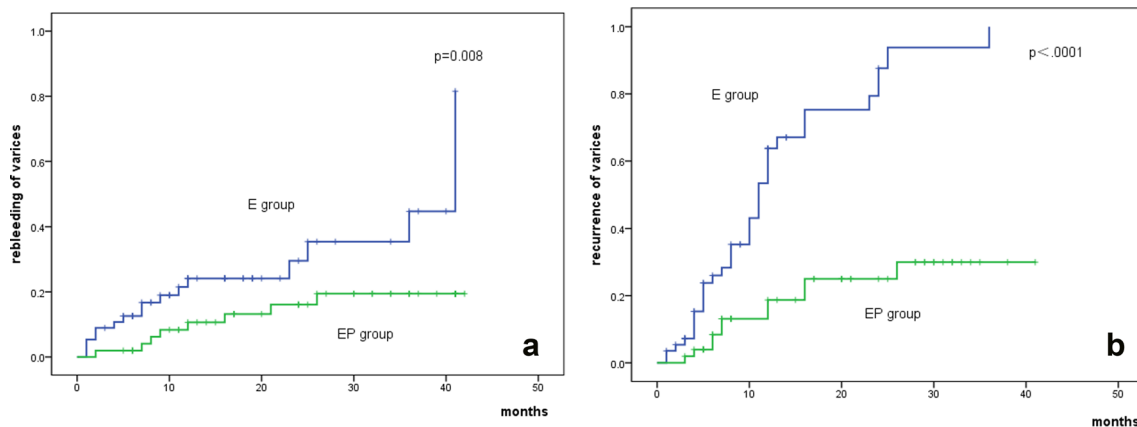 1.0
p=0.008
0.8
rebleeding of varices
0.6
E group
0.4
0.2
EP group
a
0.0
0 10 20 30 40 50
months
1.0
p<.0001
0.8
E group
recurrence of varices
0.6
0.4
0.2
EP group
b
0.0
0 10 20 30 40 50
months